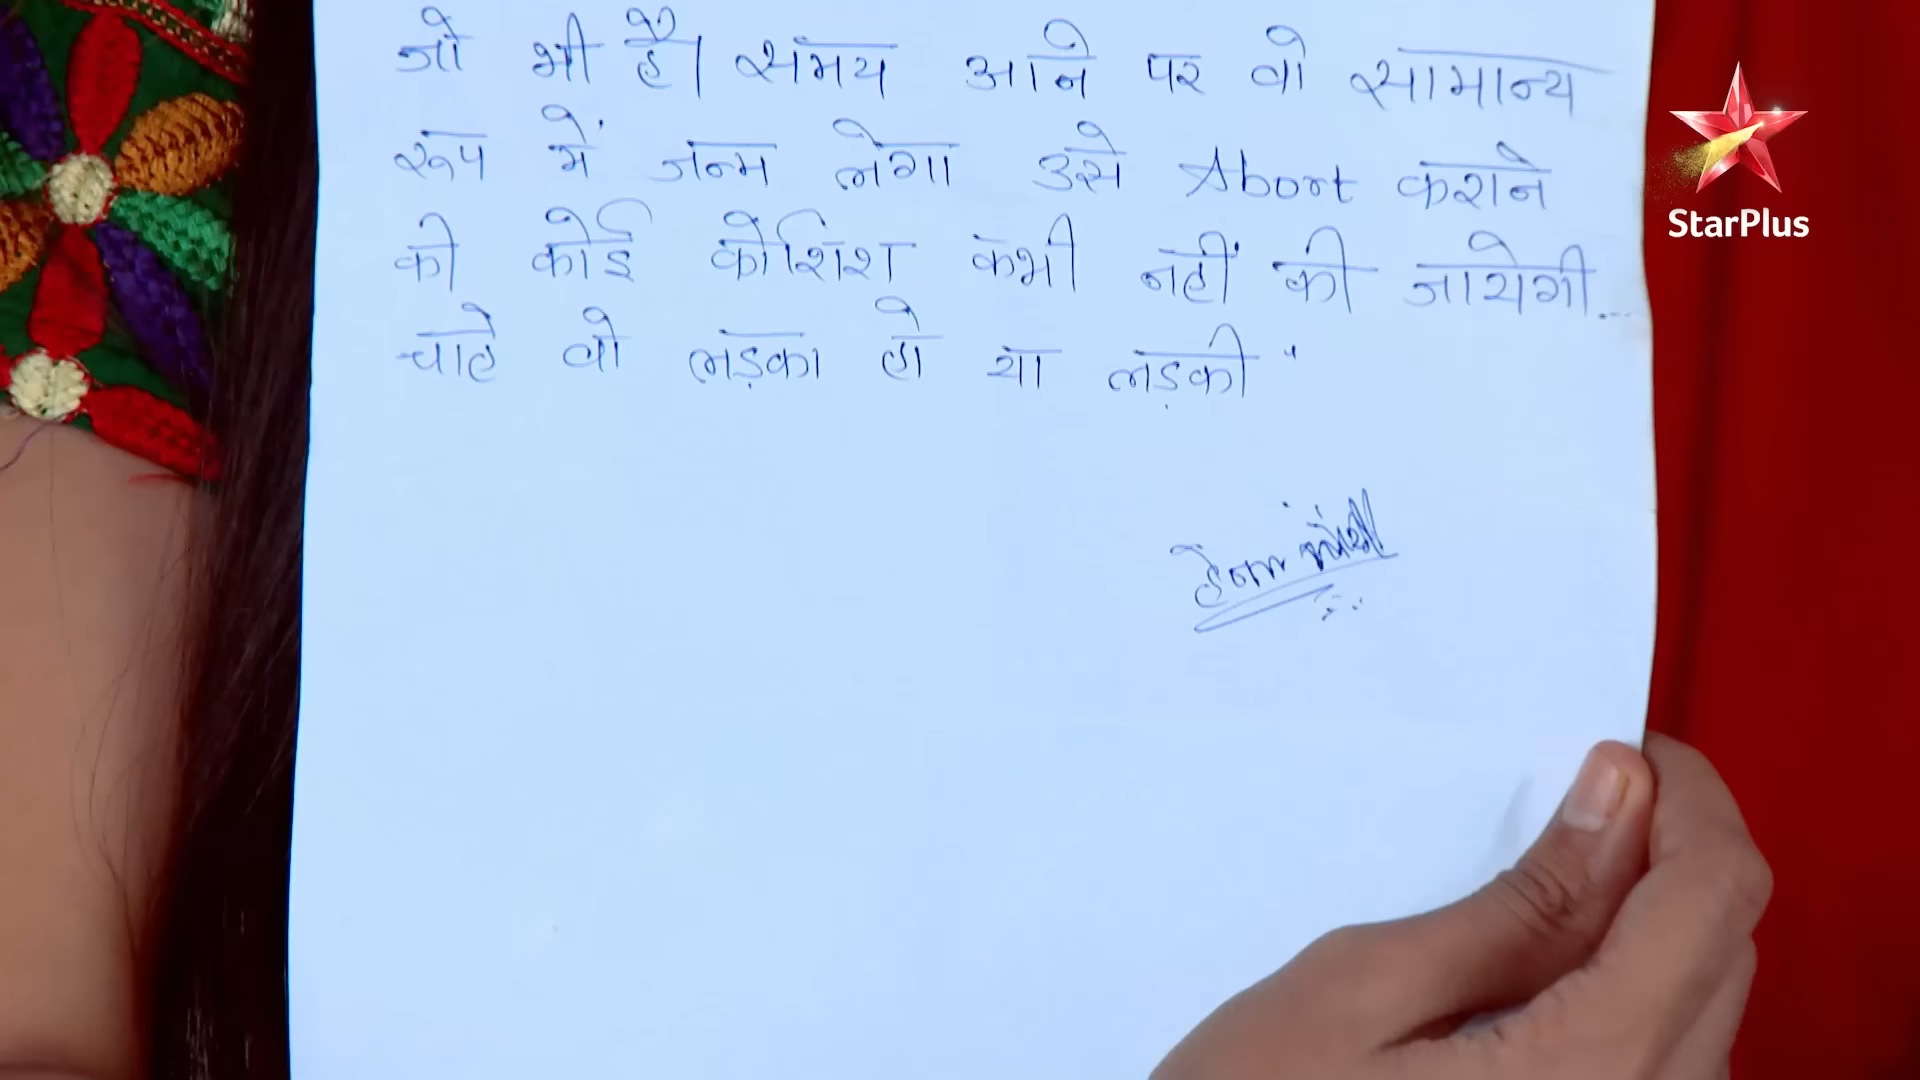 जो भी है। समय आने पर वो सामान्य
रूप में जन्म लेगा उसे Abort कराने
की कोई कोशिश कभी नहीं की जायेगी...
चाहे वो लड़का हो या लड़की"
StarPlus